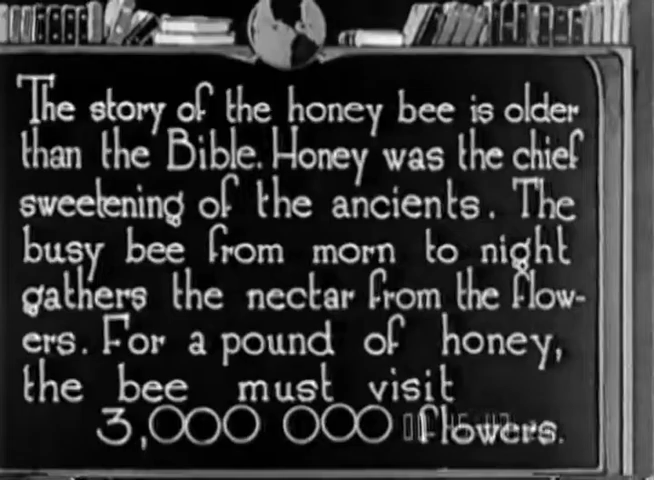 The story of the honey bee is older
than the Bible. Honey was the chief
sweetening of the ancients. The
busy bee from morn to night
gathers the nectar from the flow-
ers. For a pound of honey,
the bee must visit
3,000 000 flowers.